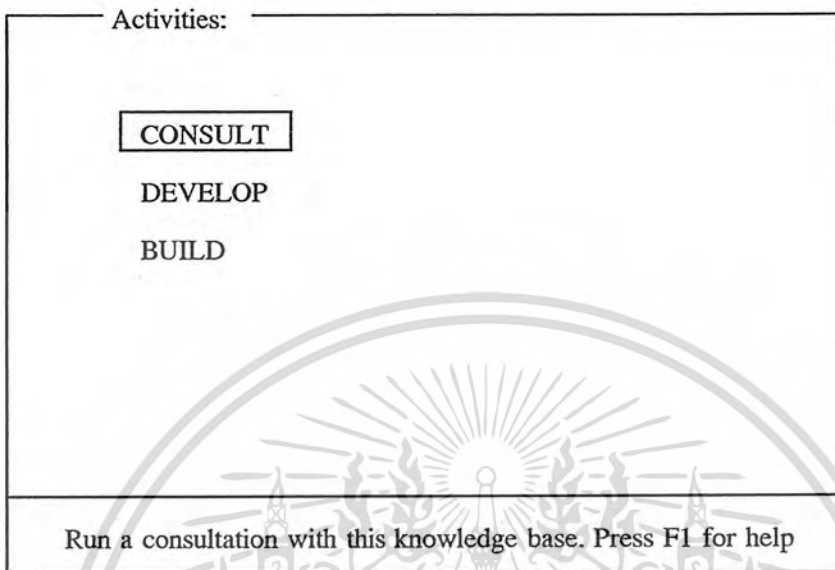 Activities:
CONSULT
DEVELOP
BUILD
Run a consultation with this knowledge base. Press F1 for help